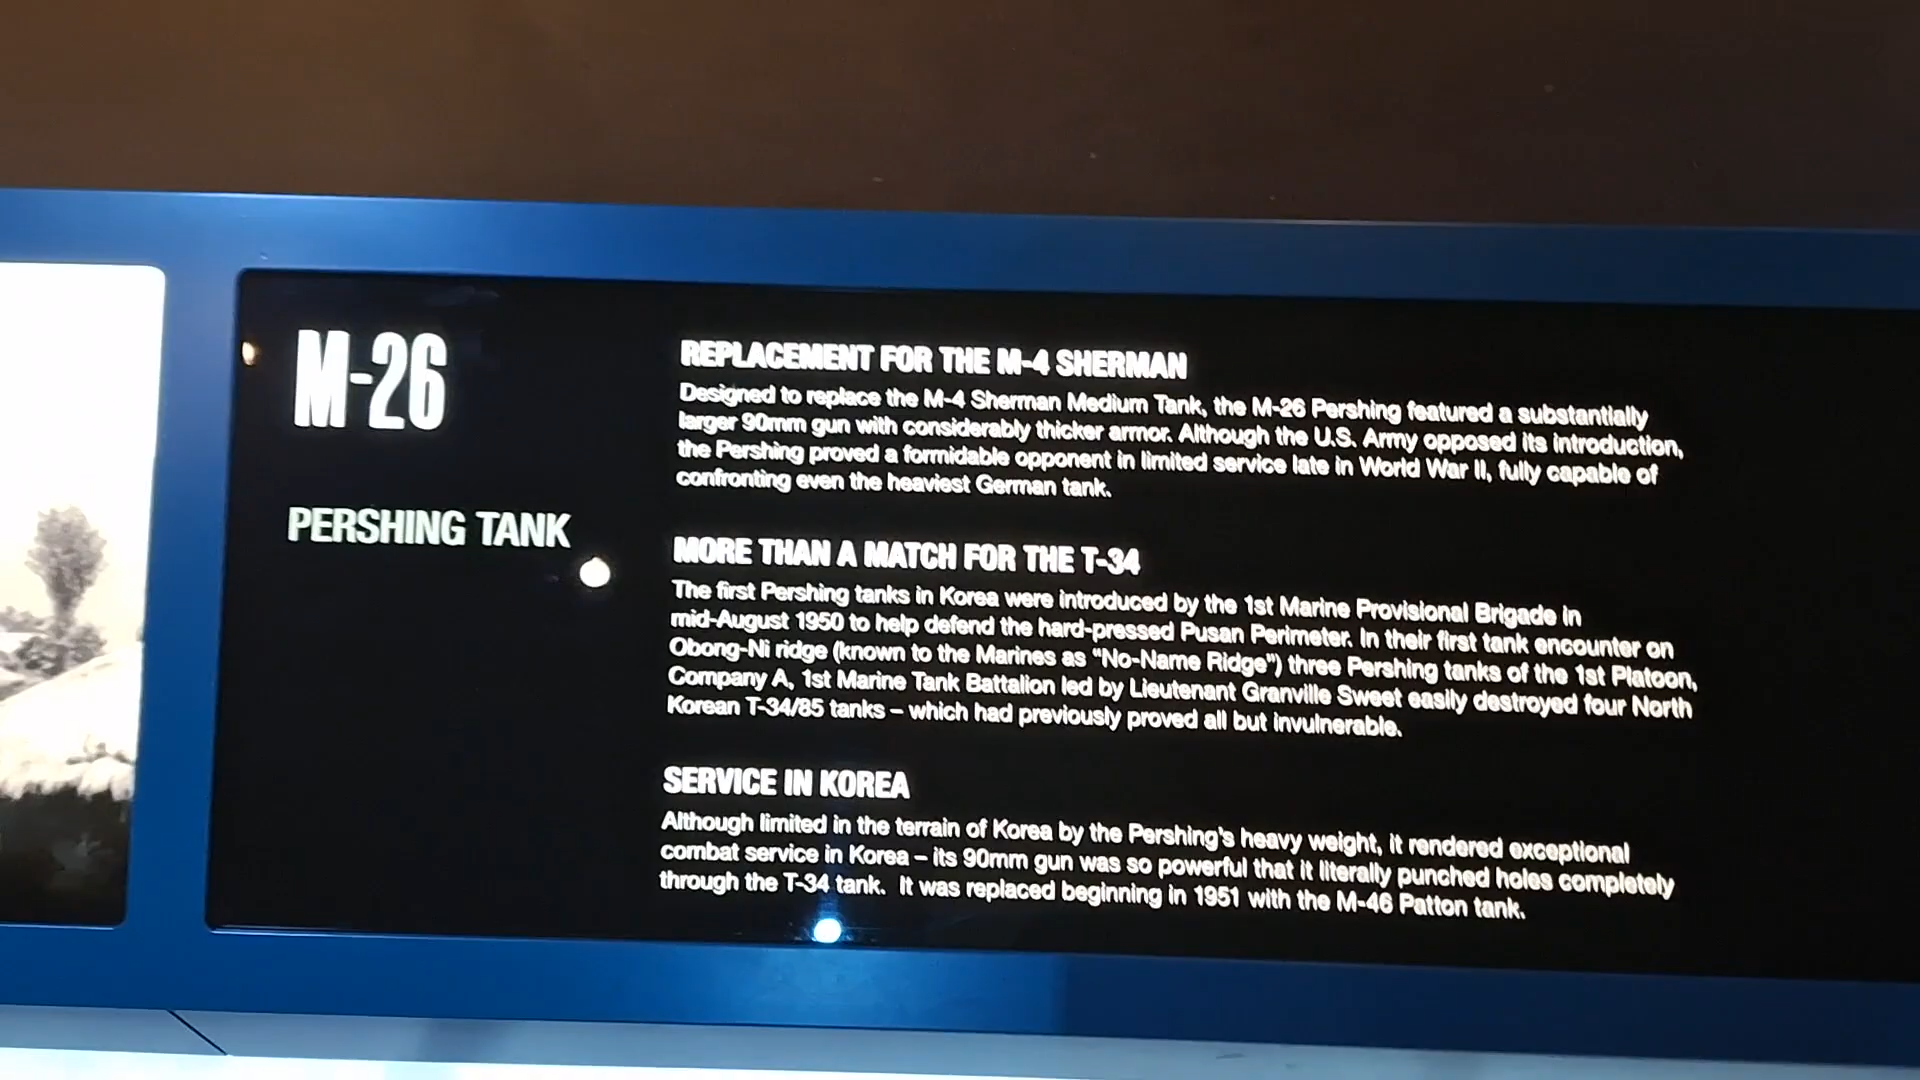 M-26
PERSHING TANK
REPLACEMENT FOR THE M-4 SHERMAN
Designed to replace the M-4 Sherman Medium Tank, the M-26 Pershing featured a substantially
larger 90mm gun with considerably thicker armor. Although the U.S. Army opposed its introduction,
the Pershing proved a formidable opponent in limited service late in World War II, fully capable of
confronting even the heaviest German tank.
MORE THAN A MATCH FOR THE T-34
The first Pershing tanks in Korea were introduced by the 1st Marine Provisional Brigade in
mid-August 1950 to help defend the hard-pressed Pusan Perimeter. In their first tank encounter on
Obong-Ni ridge (known to the Marines as “No-Name Ridge”) three Pershing tanks of the 1st Platoon,
Company A, 1st Marine Tank Battalion led by Lieutenant Granville Sweet easily destroyed four North
Korean T-34/85 tanks – which had previously proved all but invulnerable.
SERVICE IN KOREA
Although limited in the terrain of Korea by the Pershing's heavy weight, it rendered exceptional
combat service in Korea – its 90mm gun was so powerful that it literally punched holes completely
through the T-34 tank.  It was replaced beginning in 1951 with the M-46 Patton tank.